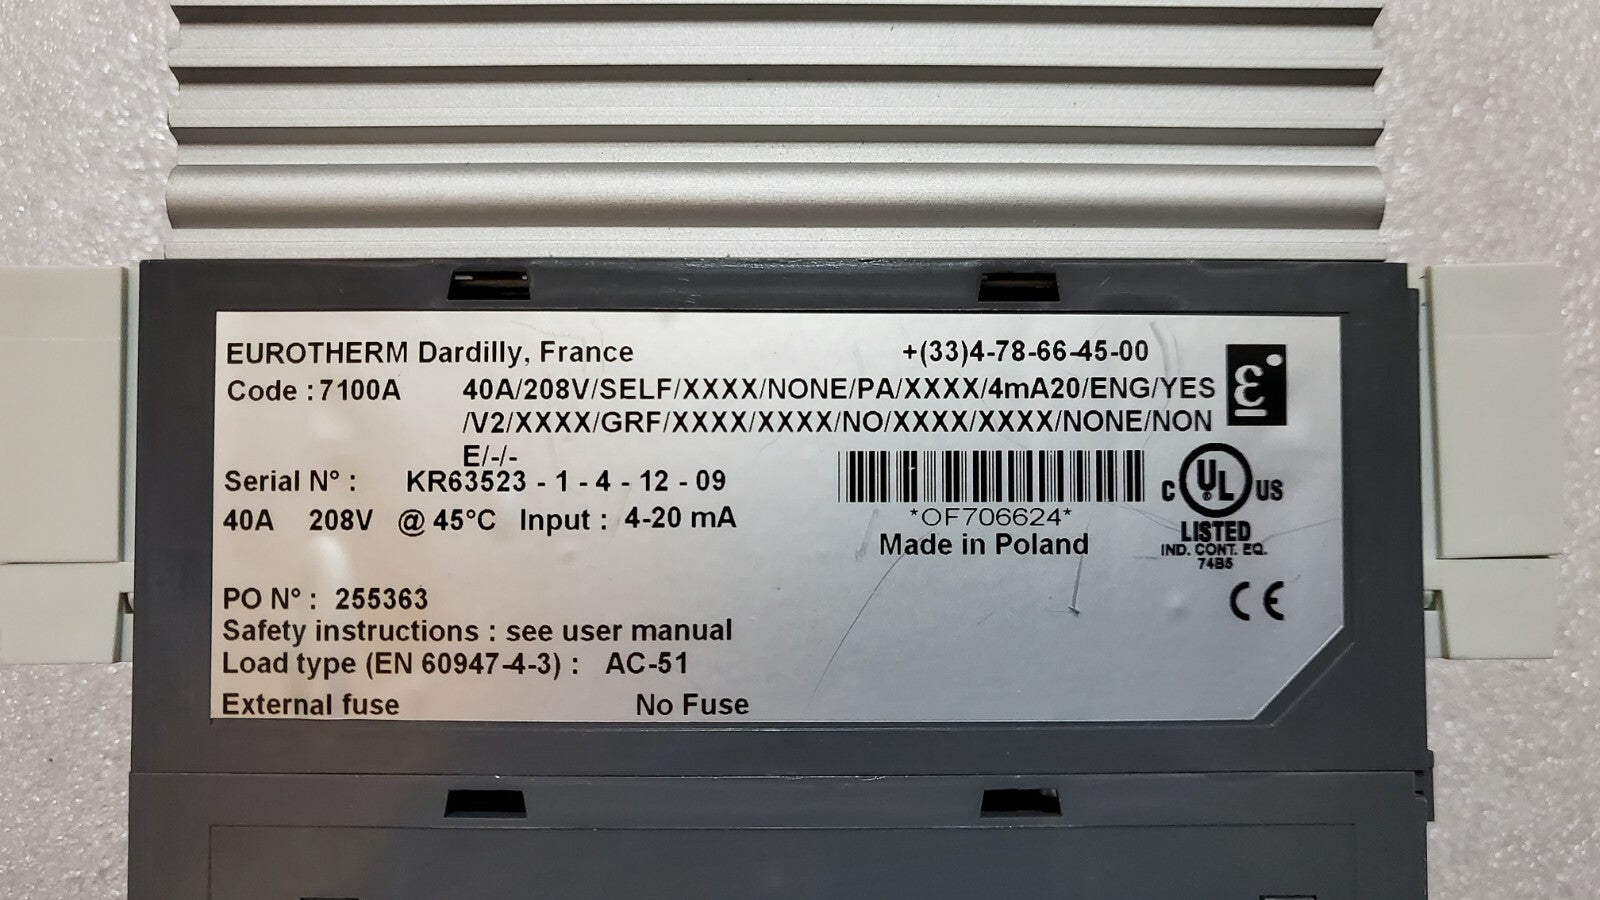 EUROTHERM Dardilly, France +(33)4-78-66-45-00
Code : 7100A 40A/208V/SELF/XXXX/NONE/PA/XXXX/4mA20/ENG/YES
/V2/XXXX/GRF/XXXX/XXXX/NO/XXXX/XXXX/NONE/NON
E/-/-
Serial N° : KR63523 - 1 - 4 - 12 - 09
40A 208V @ 45°C Input : 4-20 mA
*OF706624*
Made in Poland
C UL US
LISTED
IND. CONT. EQ.
74B5
CE
PO N° : 255363
Safety instructions : see user manual
Load type (EN 60947-4-3) : AC-51
External fuse No Fuse